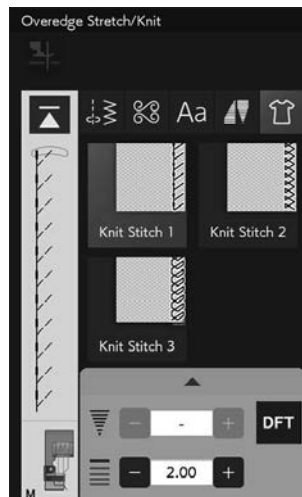 Overedge Stretch/Knit
Aa
Knit Stitch 1
Knit Stitch 2
Knit Stitch 3
- - +
DFT
- 2.00 +
M